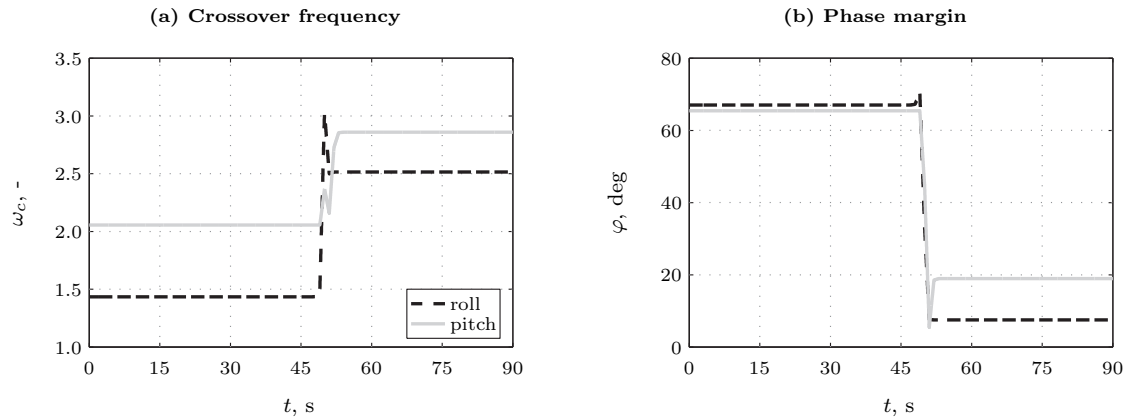 (a) Crossover frequency
3.5
3.0
2.5
2.0
1.5
1.0
ω_c, -
0 15 30 45 60 75 90
t, s
roll
pitch
(b) Phase margin
80
60
40
20
0
φ, deg
0 15 30 45 60 75 90
t, s